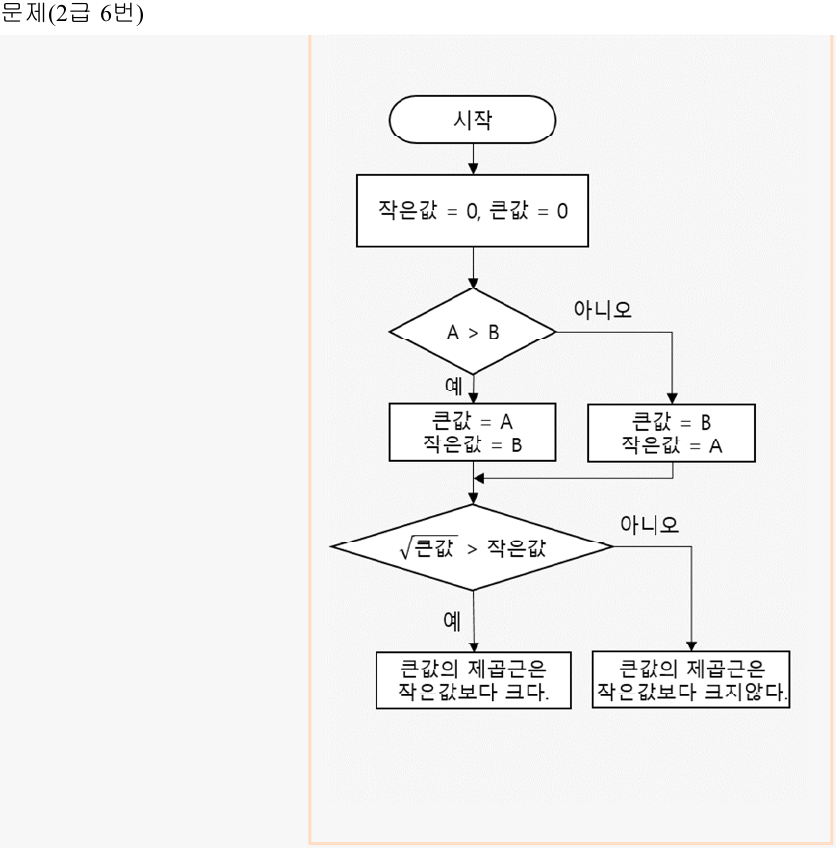 문제(2급 6번)
시작
작은값 = 0, 큰값 = 0
A > B
아니오
예
큰값 = A
직은값 = B
큰값 = B
작은값 = A
√큰값 > 작은값
아니오
예
큰값의 제곱근은
작은값보다 크다.
큰값의 제곱근은
작은값보다 크지않다.